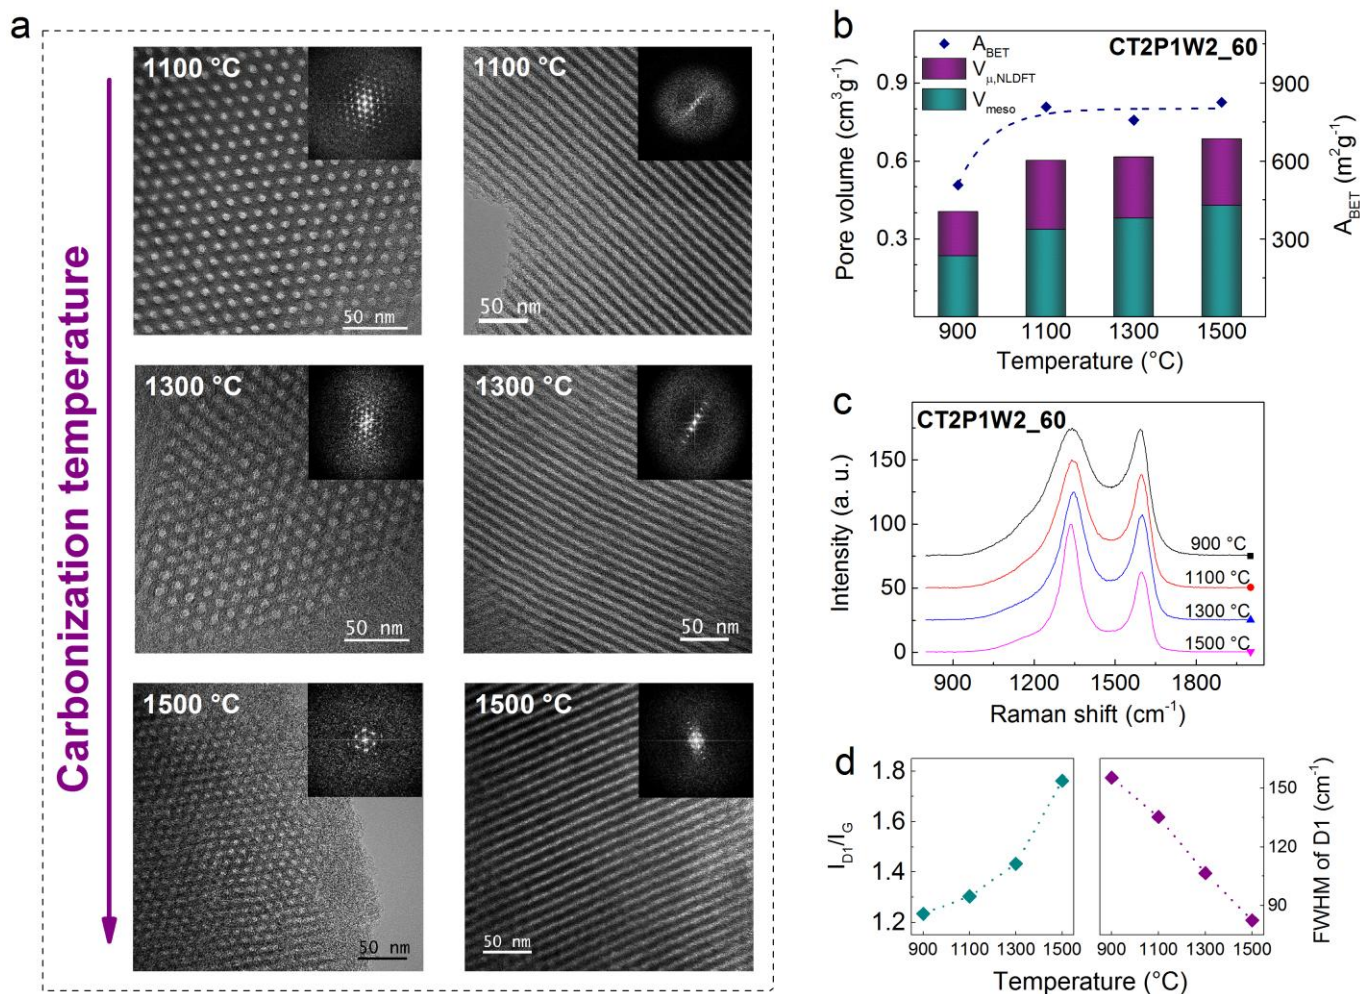 a
Carbonization temperature
1100 °C
50 nm
1100 °C
50 nm
1300 °C
50 nm
1300 °C
50 nm
1500 °C
50 nm
1500 °C
50 nm
b
CT2P1W2_60
A_BET
V_μ,NLDFT
V_meso
Pore volume (cm³g⁻¹)
0.9
0.6
0.3
A_BET (m²g⁻¹)
900
600
300
900 1100 1300 1500
Temperature (°C)
c
CT2P1W2_60
Intensity (a. u.)
150
100
50
0
900 °C
1100 °C
1300 °C
1500 °C
900 1200 1500 1800
Raman shift (cm⁻¹)
d
I_D1/I_G
1.8
1.6
1.4
1.2
FWHM of D1 (cm⁻¹)
150
120
90
900 1100 1300 1500 900 1100 1300 1500
Temperature (°C)